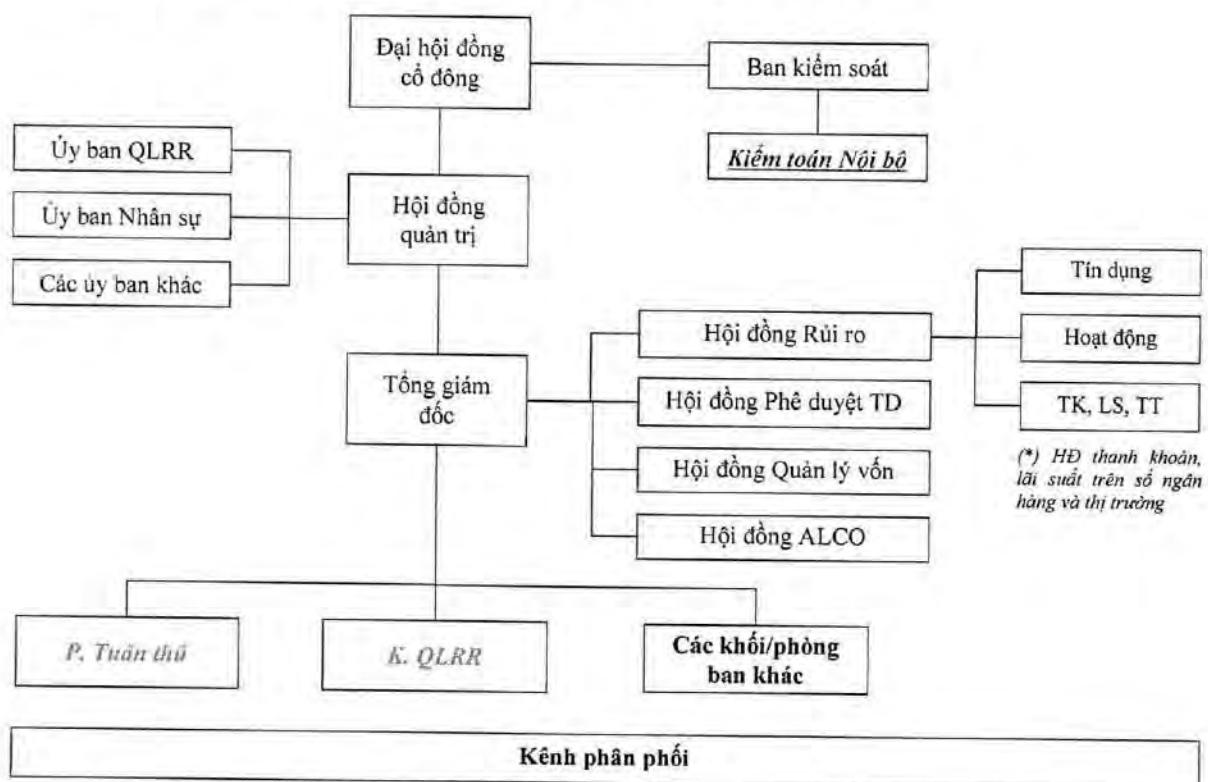 Đại hội đồng
cổ đông
Ban kiểm soát
Kiểm toán Nội bộ
Ủy ban QLRR
Ủy ban Nhân sự
Các ủy ban khác
Hội đồng
quản trị
Tổng giám
đốc
Hội đồng Rủi ro
Hội đồng Phê duyệt TD
Hội đồng Quản lý vốn
Hội đồng ALCO
Tín dụng
Hoạt động
TK, LS, TT
(*) HĐ thanh khoản,
lãi suất trên sổ ngân
hàng và thị trường
P. Tuân thủ
K. QLRR
Các khối/phòng
ban khác
Kênh phân phối